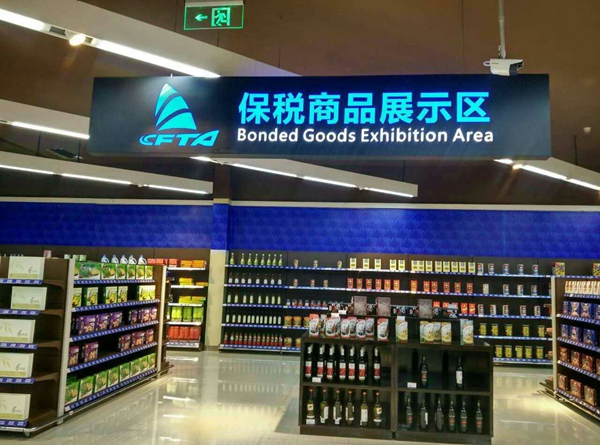 CFTA
保税商品展示区
Bonded Goods Exhibition Area